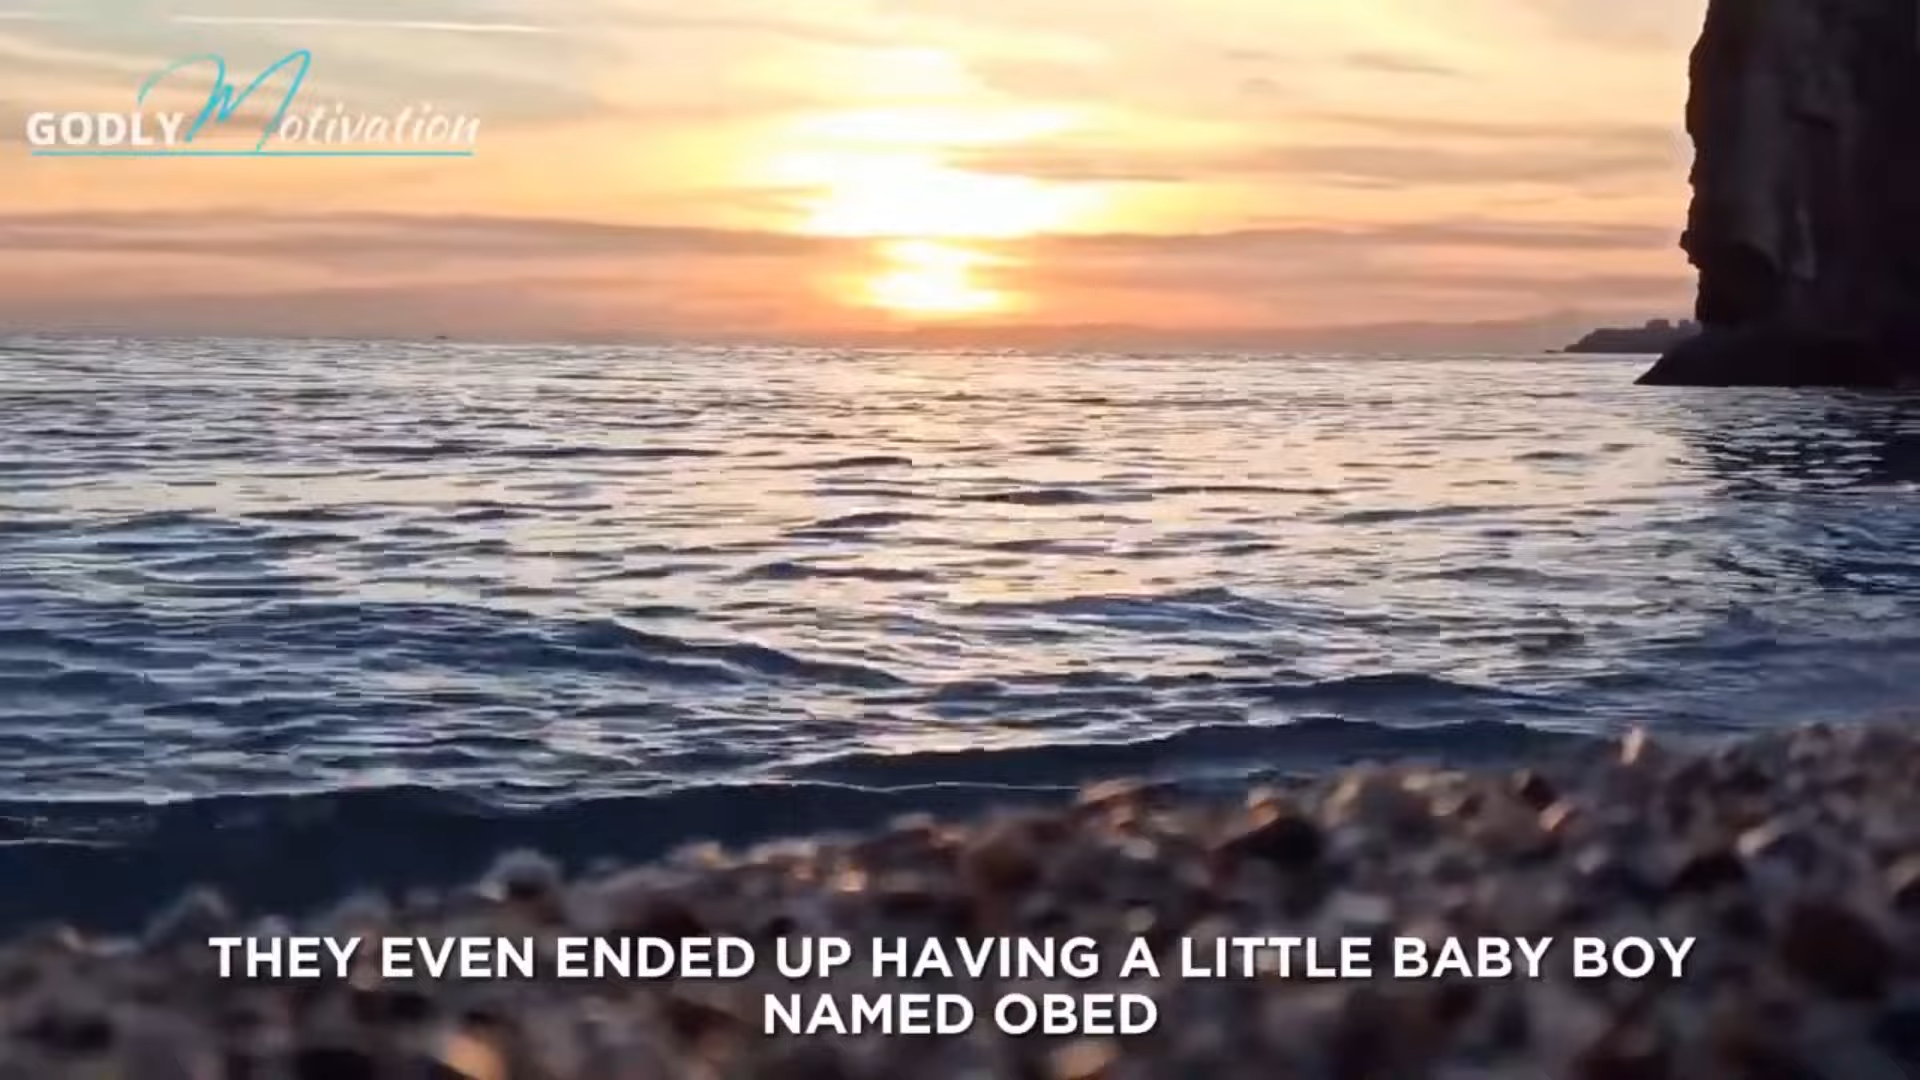 GODLY Motivation
THEY EVEN ENDED UP HAVING A LITTLE BABY BOY
NAMED OBED